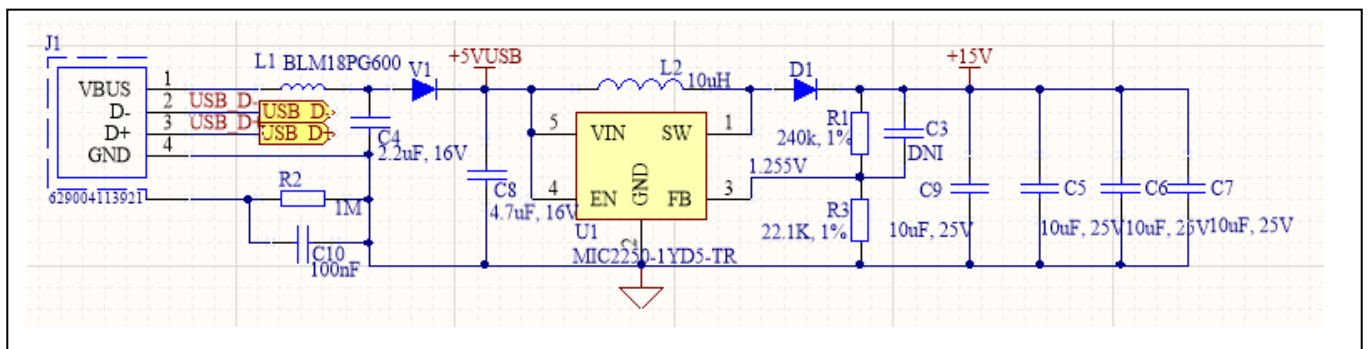 J1
VBUS 1
D- 2
D+ 3
GND 4
629004113921
USB_D-
USB_D+
USB_D-
USB_D+
L1 BLM18PG600
V1
+5VUSB
C4
2.2uF, 16V
R2
1M
C10
100nF
C8
4.7uF, 16V
L2
10uH
5 VIN SW 1
4 EN GND FB 3
2
U1
MIC2250-1YD5-TR
D1
1.255V
R1
240k, 1%
C3
DNI
R3
22.1K, 1%
+15V
C9
10uF, 25V
C5
10uF, 25V
C6
10uF, 25V
C7
10uF, 25V